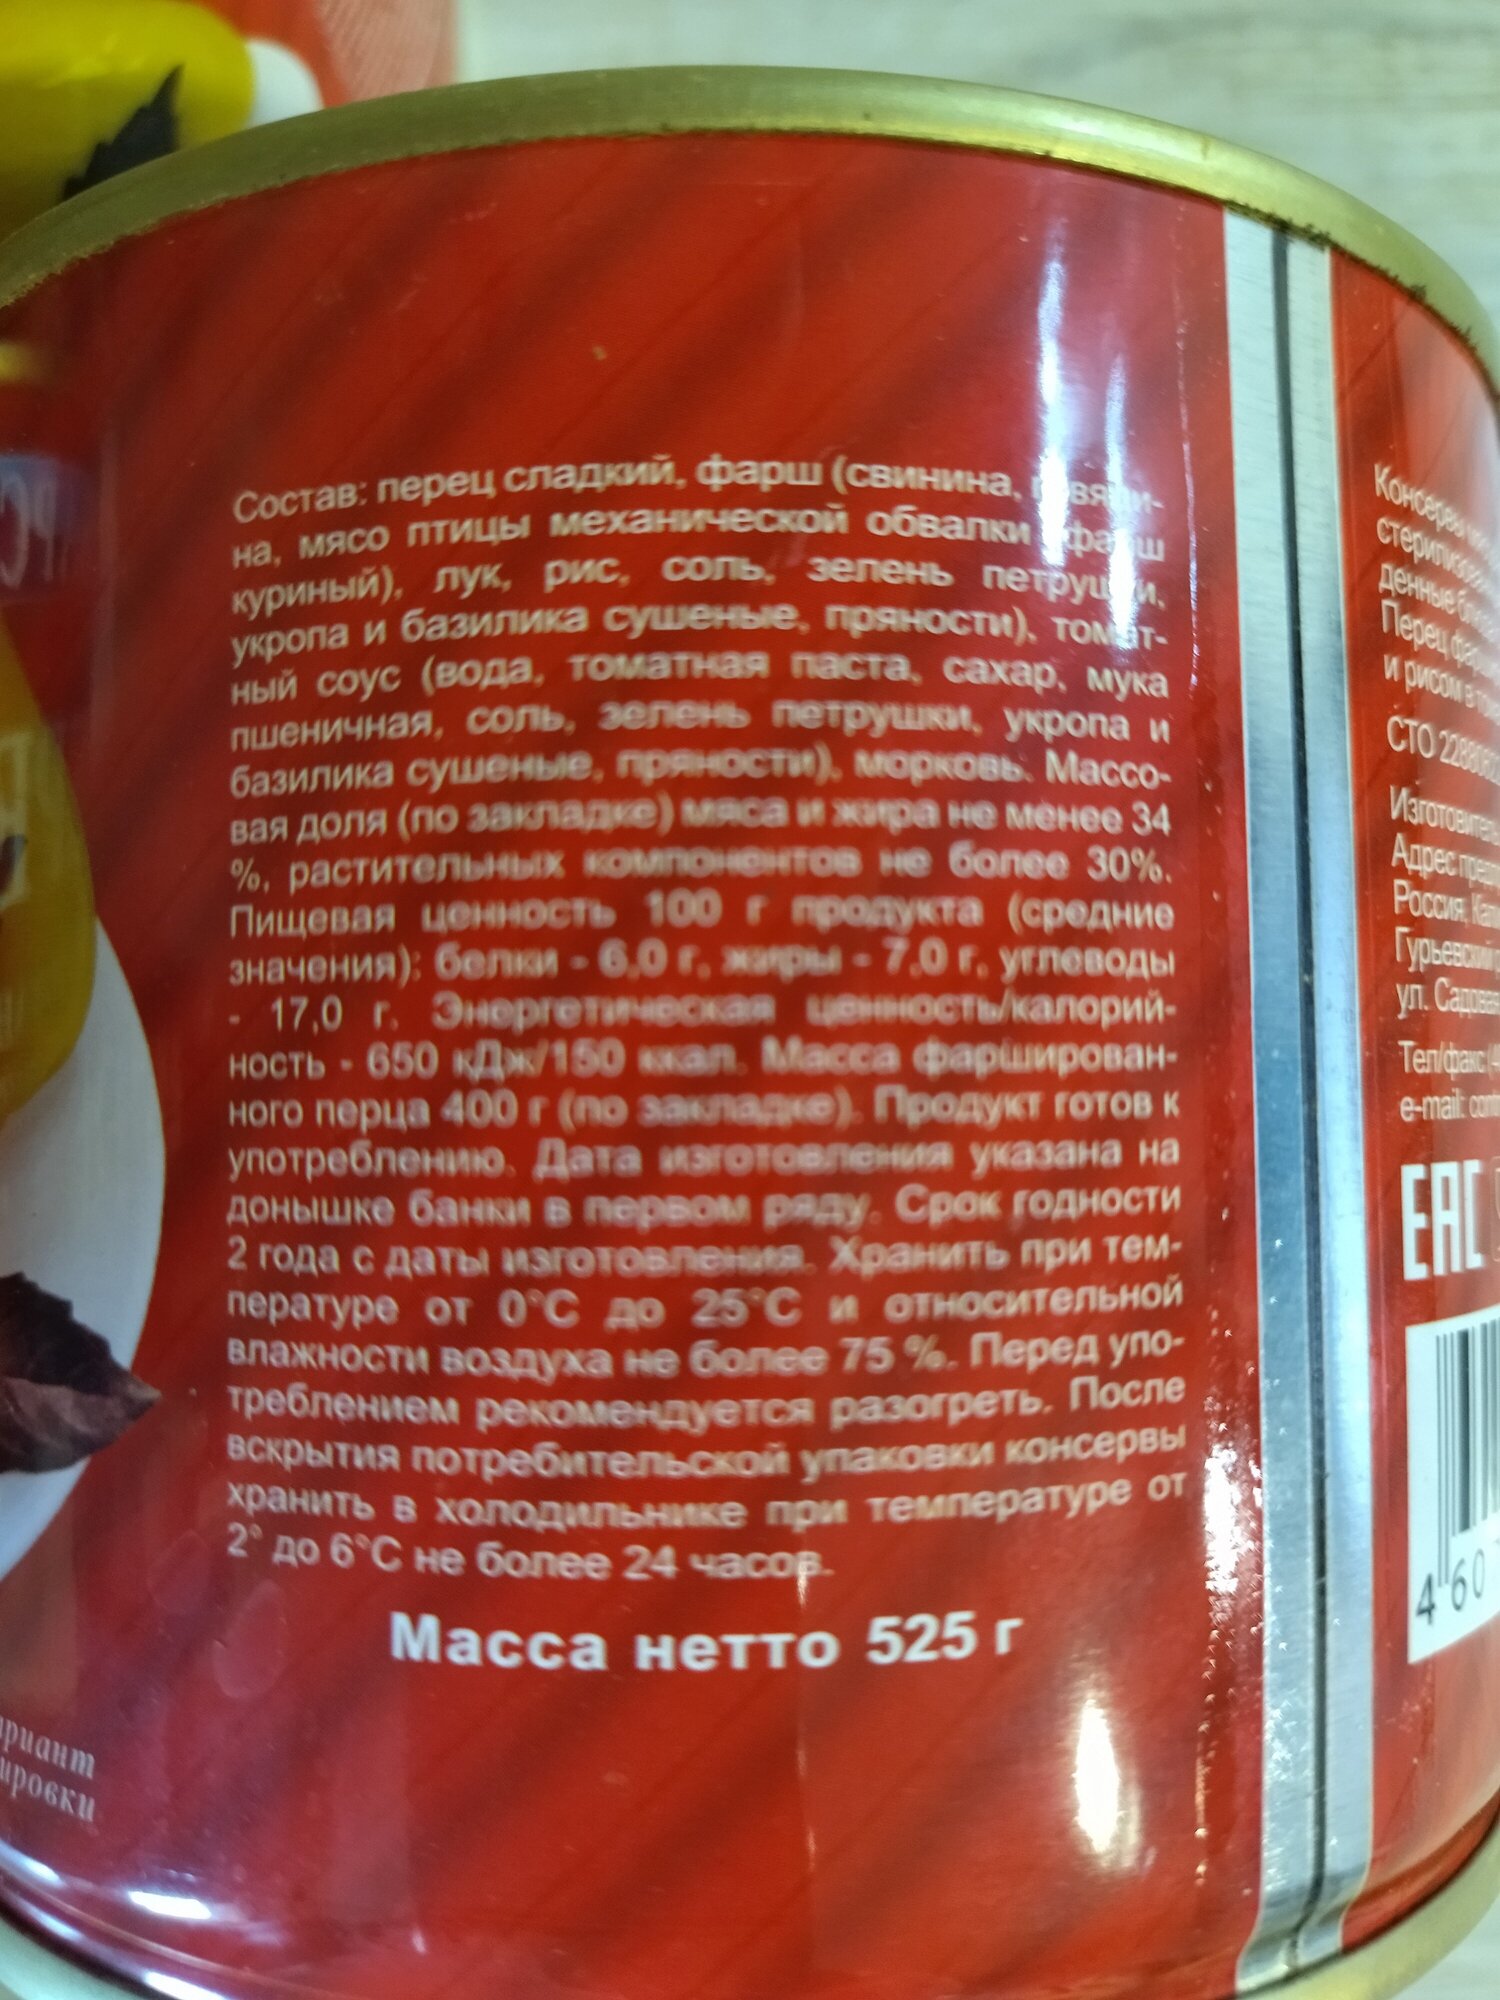 Состав: перец сладкий, фарш (свинина, говяди-
на, мясо птицы механической обвалки (фарш
куриный), лук, рис, соль, зелень петрушки,
укропа и базилика сушеные, пряности), томат-
ный соус (вода, томатная паста, сахар, мука
пшеничная, соль, зелень петрушки, укропа и
базилика сушеные, пряности), морковь. Массо-
вая доля (по закладке) мяса и жира не менее 34
%, растительных компонентов не более 30%.
Пищевая ценность 100 г продукта (средние
значения): белки - 6,0 г, жиры - 7,0 г, углеводы
- 17,0 г. Энергетическая ценность/калорий-
ность - 650 кДж/150 ккал. Масса фарширован-
ного перца 400 г (по закладке). Продукт готов к
употреблению. Дата изготовления указана на
донышке банки в первом ряду. Срок годности
2 года с даты изготовления. Хранить при тем-
пературе от 0°С до 25°С и относительной
влажности воздуха не более 75 %. Перед упо-
треблением рекомендуется разогреть. После
вскрытия потребительской упаковки консервы
хранить в холодильнике при температуре от
2° до 6°С не более 24 часов.
Масса нетто 525 г
Консервы
Перец
и рисом в
СТО
Россия,
ул.
Тел/факс
e-mail:
ЕАС
4 60